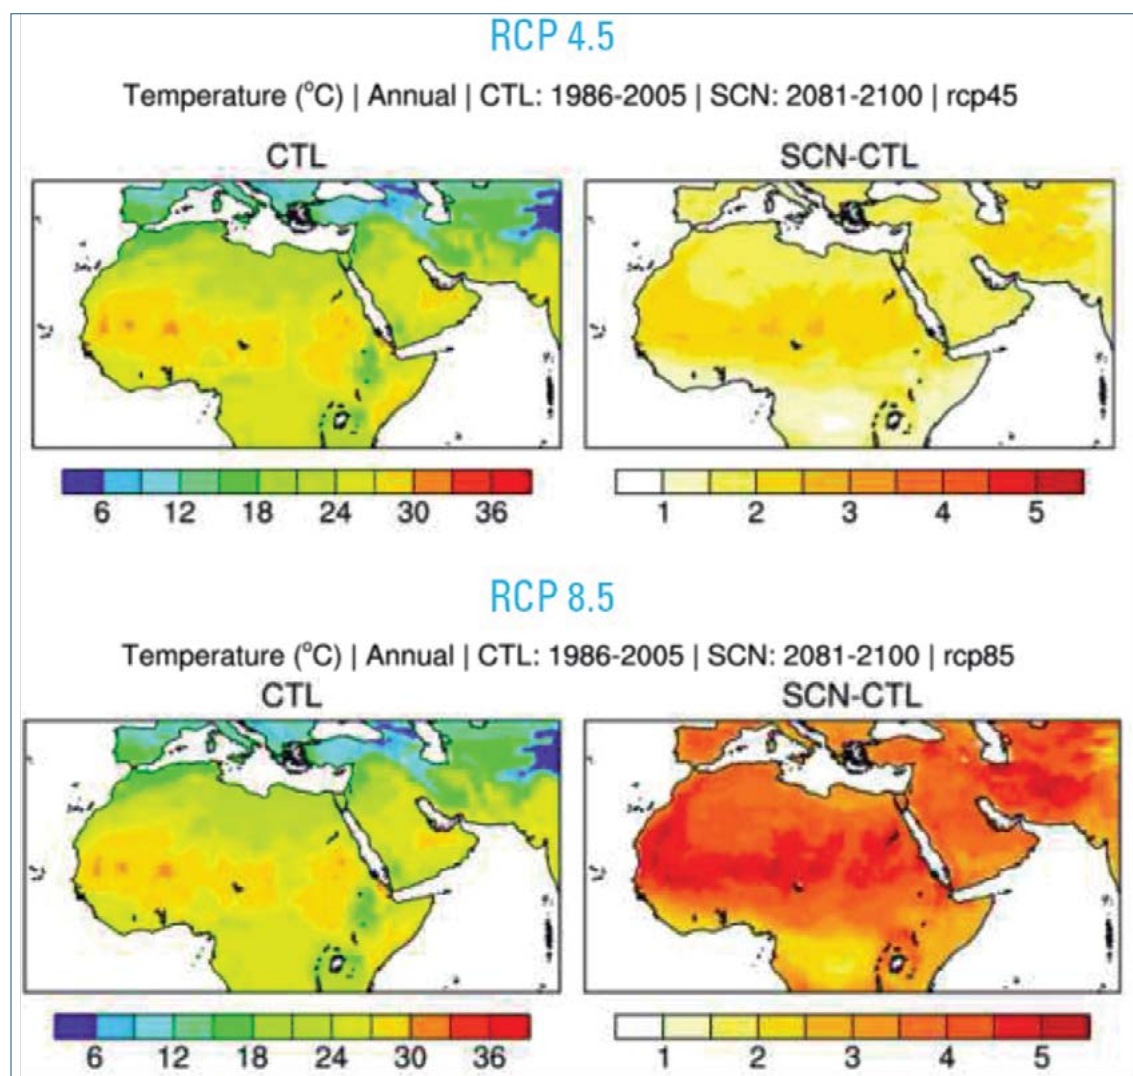 RCP 4.5
Temperature (°C) | Annual | CTL: 1986-2005 | SCN: 2081-2100 | rcp45
CTL
SCN-CTL
6 12 18 24 30 36
1 2 3 4 5
RCP 8.5
Temperature (°C) | Annual | CTL: 1986-2005 | SCN: 2081-2100 | rcp85
CTL
SCN-CTL
6 12 18 24 30 36
1 2 3 4 5